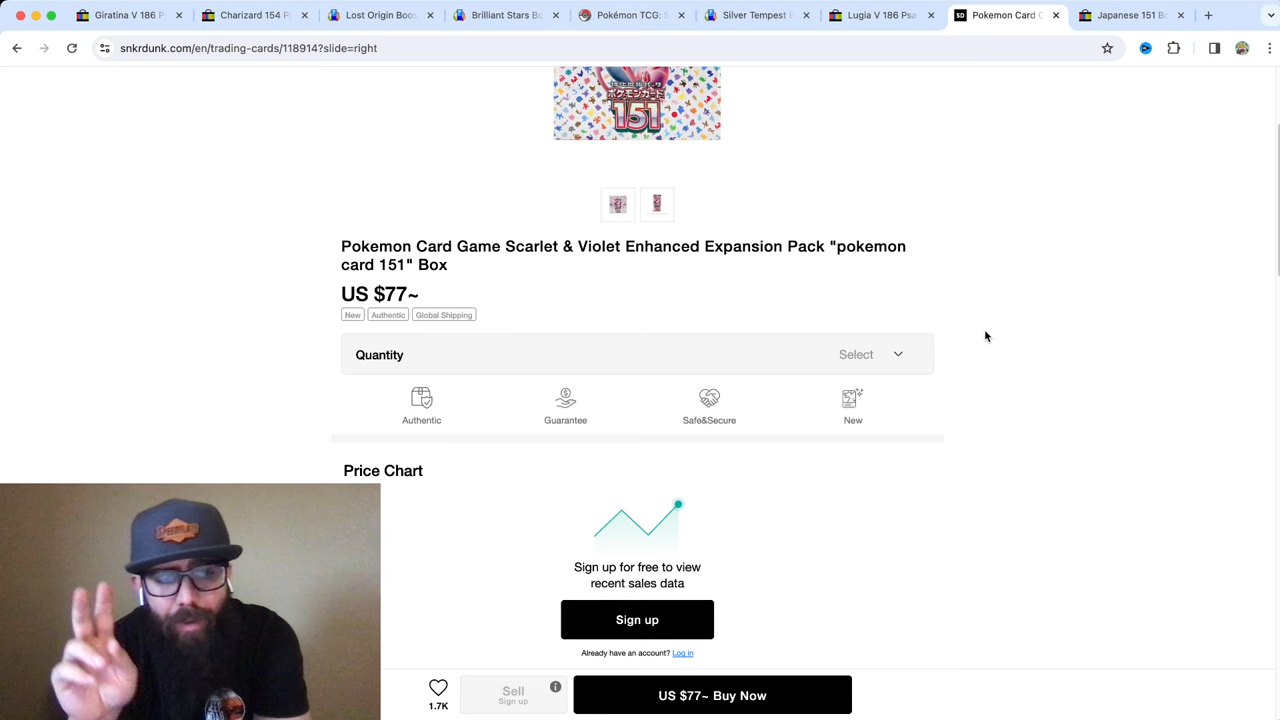 Giratina V 186 P
Charizard 154 P
Lost Origin Boos
Brilliant Stars Bo
Pokémon TCG: S
Silver Tempest E
Lugia V 186 Psa
SD
Pokemon Card G
Japanese 151 Bo
snkrdunk.com/en/trading-cards/118914?slide=right
ポケモンカード
151
Pokemon Card Game Scarlet & Violet Enhanced Expansion Pack "pokemon
card 151" Box
US $77~
New Authentic Global Shipping
Quantity Select
Authentic Guarantee Safe&Secure New
Price Chart
Sign up for free to view
recent sales data
Sign up
Already have an account? Log in
1.7K
Sell
Sign up
US $77~ Buy Now